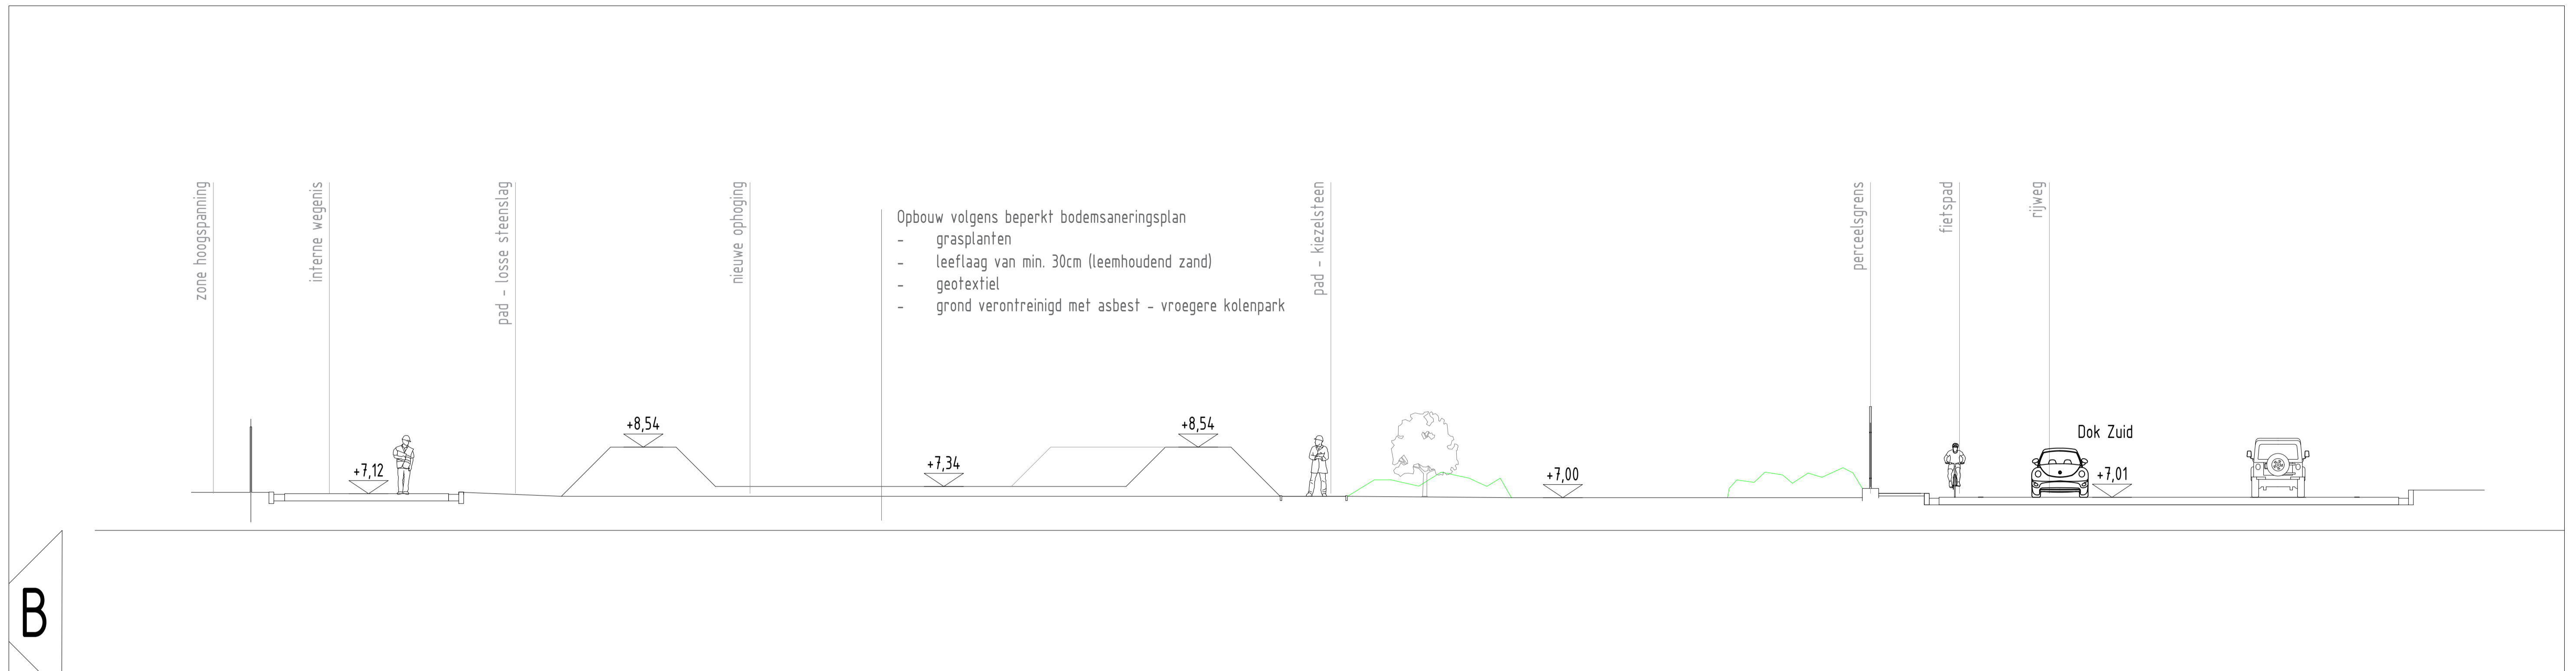 zone hoogspanning
interne wegenis
pad - losse steenslag
nieuwe ophoging
Opbouw volgens beperkt bodemsaneringsplan
- grasplanten
- leeflaag van min. 30cm (leemhoudend zand)
- geotextiel
- grond verontreinigd met asbest - vroegere kolenpark
pad - kiezelsteen
perceelsgrens
fietspad
rijweg
+7,12
+8,54
+7,34
+8,54
+7,00
Dok Zuid
+7,01
B